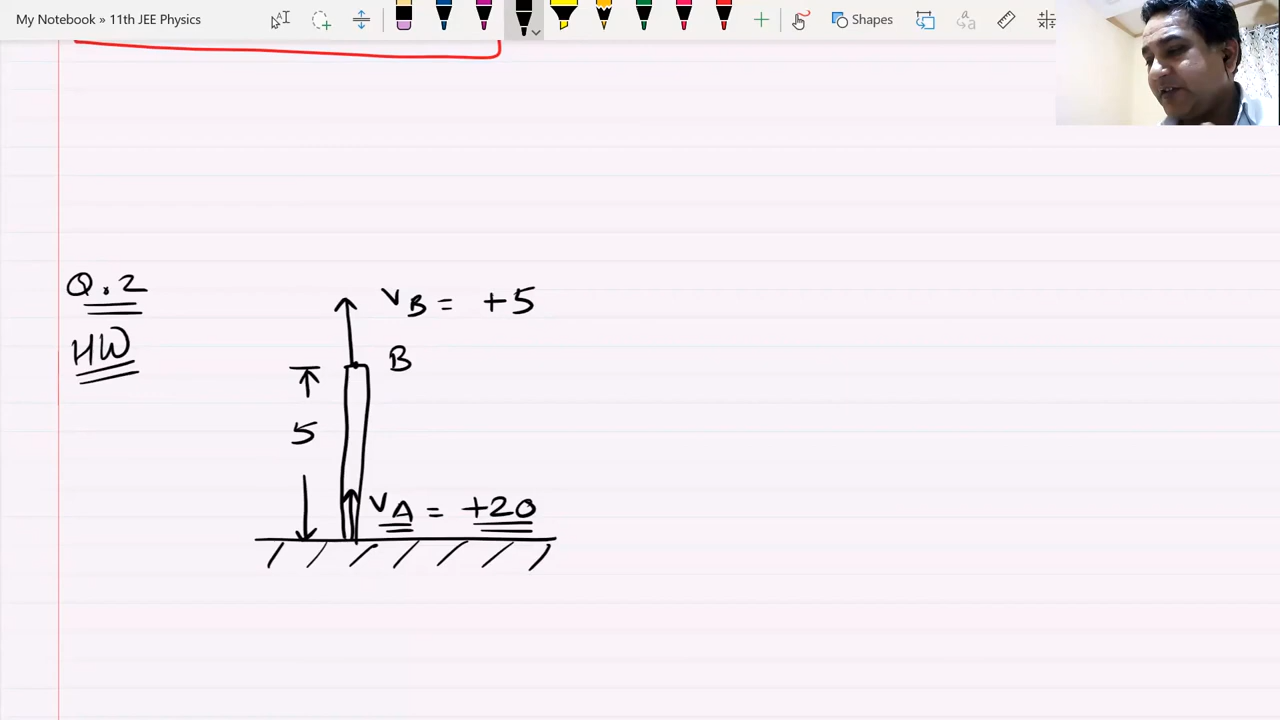 My Notebook » 11th JEE Physics
Shapes
Q.2
HW
vB = +5
B
5
vA = +20